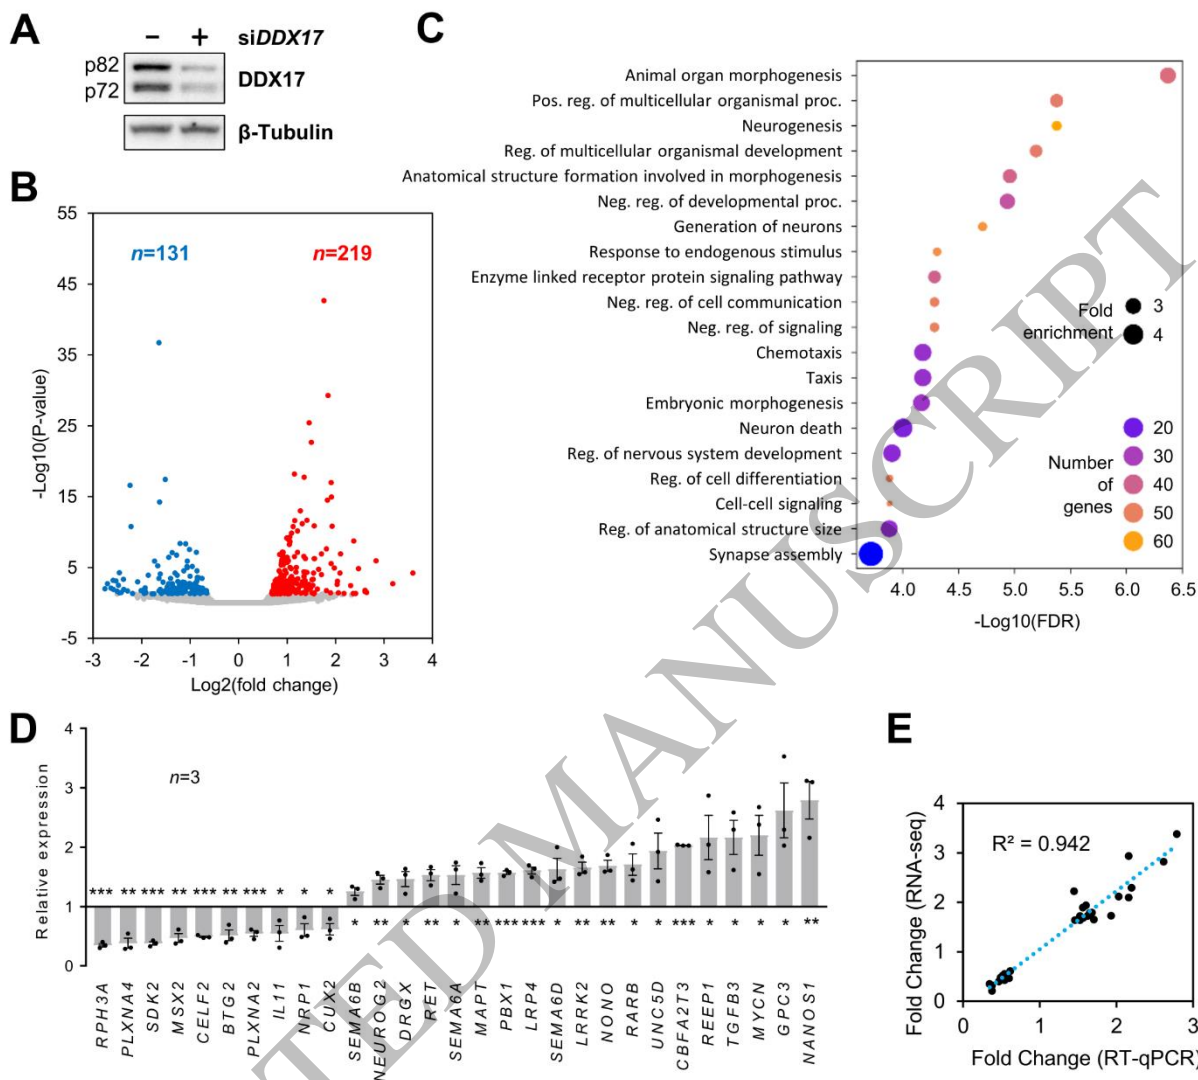 A
− + siDDX17
p82
p72
DDX17
β-Tubulin
B
55
45
35
25
15
5
-5
-Log10(P-value)
n=131
n=219
-3 -2 -1 0 1 2 3 4
Log2(fold change)
C
Animal organ morphogenesis
Pos. reg. of multicellular organismal proc.
Neurogenesis
Reg. of multicellular organismal development
Anatomical structure formation involved in morphogenesis
Neg. reg. of developmental proc.
Generation of neurons
Response to endogenous stimulus
Enzyme linked receptor protein signaling pathway
Neg. reg. of cell communication
Neg. reg. of signaling
Chemotaxis
Taxis
Embryonic morphogenesis
Neuron death
Reg. of nervous system development
Reg. of cell differentiation
Cell-cell signaling
Reg. of anatomical structure size
Synapse assembly
Fold
enrichment
3
4
Number
of
genes
20
30
40
50
60
4.0 4.5 5.0 5.5 6.0 6.5
-Log10(FDR)
D
4
3
2
1
0
Relative expression
n=3
*** ** *** ** *** ** *** * * *
* ** * ** * ** *** *** * ** ** * * *** * * * * **
RPH3A
PLXNA4
SDK2
MSX2
CELF2
BTG2
PLXNA2
IL11
NRP1
CUX2
SEMA6B
NEUROG2
DRGX
RET
SEMA6A
MAPT
PBX1
LRP4
SEMA6D
LRRK2
NONO
RARB
UNC5D
CBFA2T3
REEP1
TGFB3
MYCN
GPC3
NANOS1
E
4
3
2
1
0
Fold Change (RNA-seq)
R² = 0.942
0 1 2 3
Fold Change (RT-qPCR)
TED MANUSCRIPT